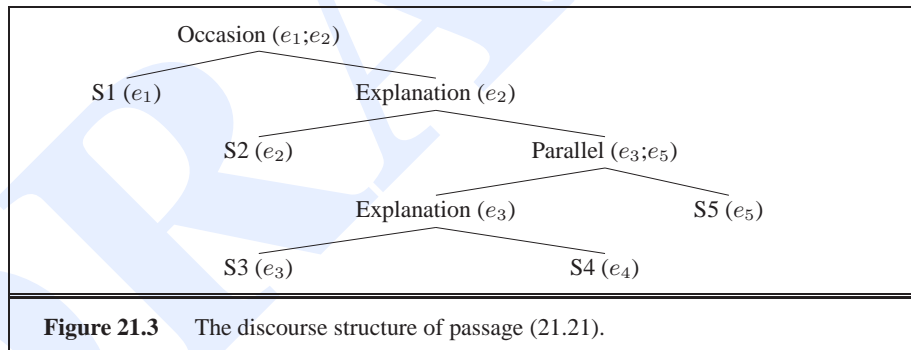 Occasion (e₁;e₂)
S1 (e₁) Explanation (e₂)
S2 (e₂) Parallel (e₃;e₅)
Explanation (e₃) S5 (e₅)
S3 (e₃) S4 (e₄)
Figure 21.3 The discourse structure of passage (21.21).